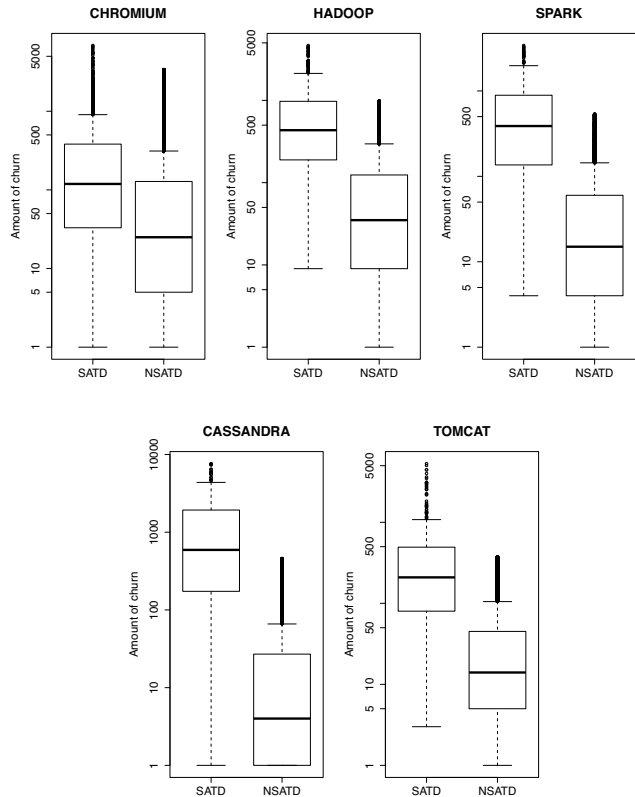 CHROMIUM
Amount of churn
5000
500
50
10
5
1
SATD NSATD
HADOOP
Amount of churn
5000
500
50
10
5
1
SATD NSATD
SPARK
Amount of churn
500
50
10
5
1
SATD NSATD
CASSANDRA
Amount of churn
10000
1000
100
10
1
SATD NSATD
TOMCAT
Amount of churn
5000
500
50
10
5
1
SATD NSATD